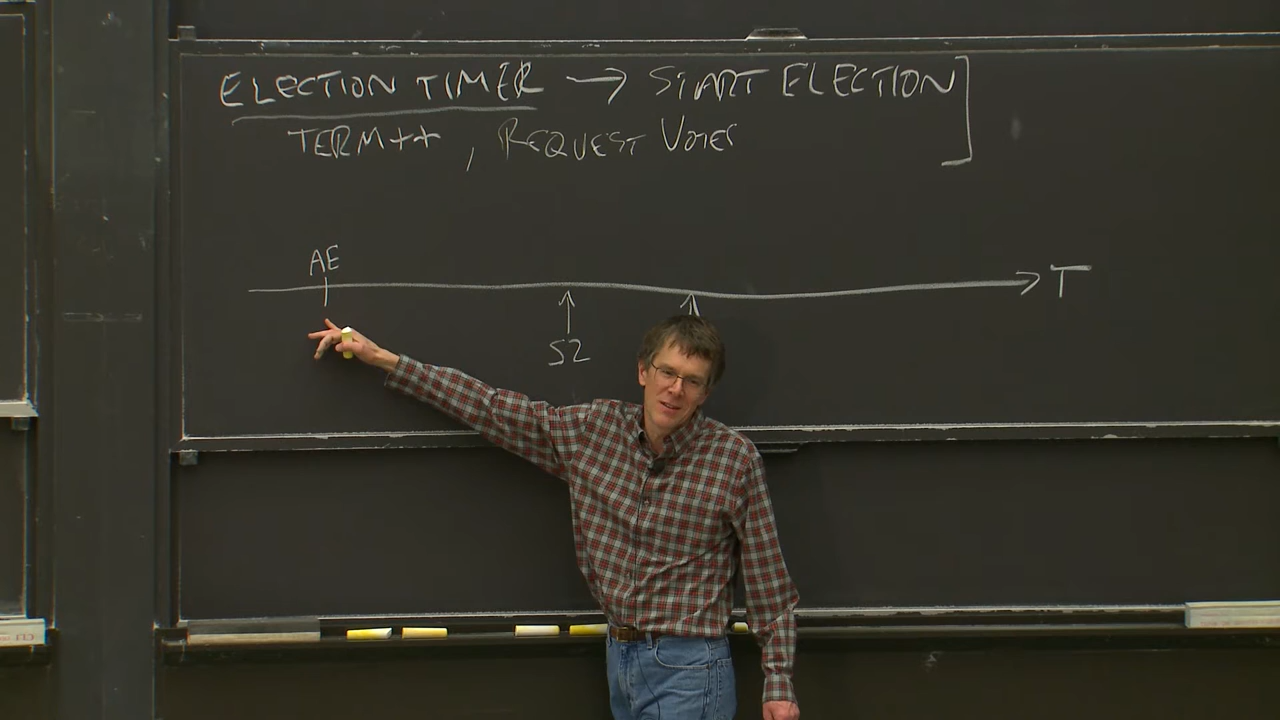 ELECTION TIMER → START ELECTION
TERM++, REQUEST VOTES
AE
T
S2